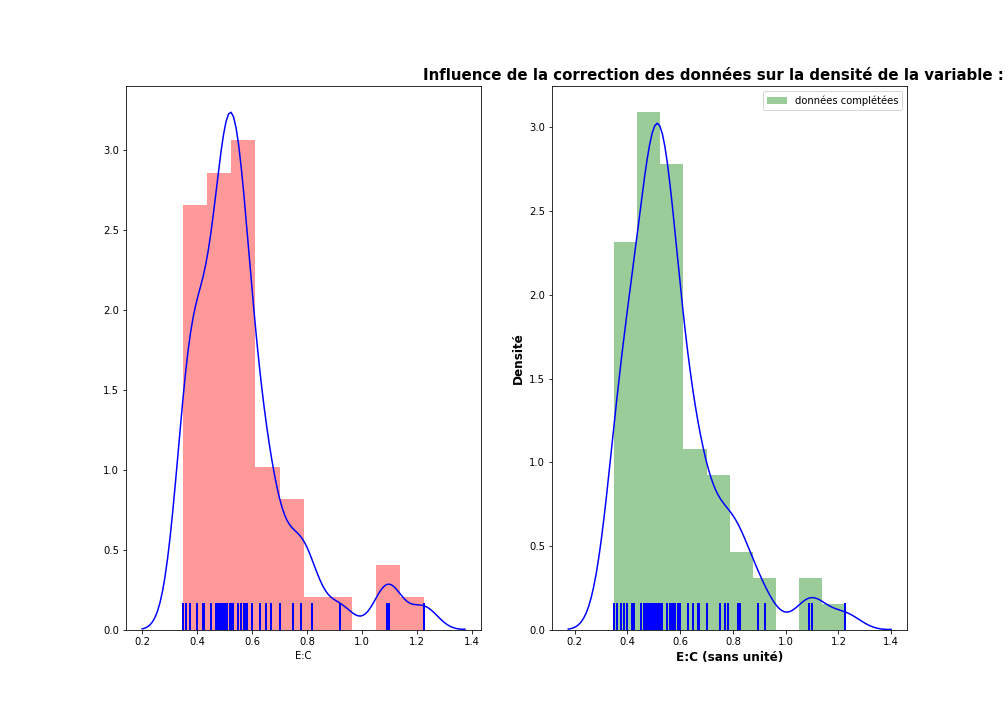 Influence de la correction des données sur la densité de la variable :
données complétées
3.0
2.5
2.0
1.5
1.0
0.5
0.0
0.2 0.4 0.6 0.8 1.0 1.2 1.4
E:C
Densité
3.0
2.5
2.0
1.5
1.0
0.5
0.0
0.2 0.4 0.6 0.8 1.0 1.2 1.4
E:C (sans unité)